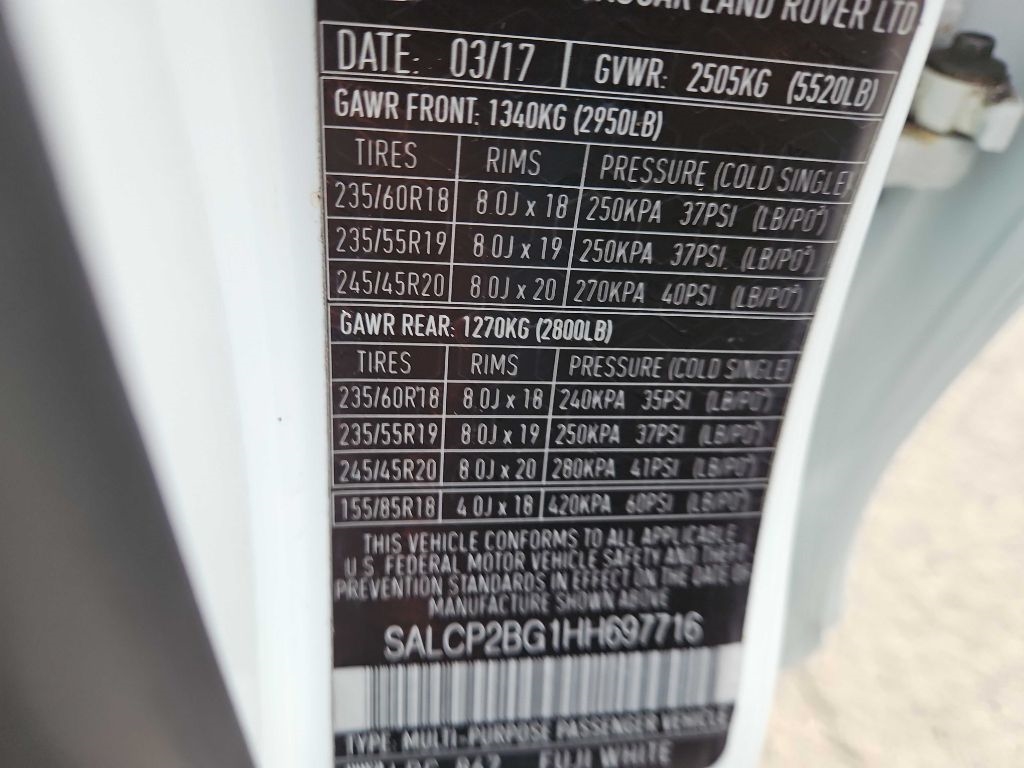 LAND ROVER LTD
DATE: 03/17 GVWR: 2505KG (5520LB)
GAWR FRONT: 1340KG (2950LB)
TIRES RIMS PRESSURE (COLD SINGLE)
235/60R18 8.0J x 18 250KPA 37PSI (LB/PO²)
235/55R19 8.0J x 19 250KPA 37PSI (LB/PO²)
245/45R20 8.0J x 20 270KPA 40PSI (LB/PO²)
GAWR REAR: 1270KG (2800LB)
TIRES RIMS PRESSURE (COLD SINGLE)
235/60R18 8.0J x 18 240KPA 35PSI (LB/PO²)
235/55R19 8.0J x 19 250KPA 37PSI (LB/PO²)
245/45R20 8.0J x 20 280KPA 41PSI (LB/PO²)
155/85R18 4.0J x 18 420KPA 60PSI (LB/PO²)
THIS VEHICLE CONFORMS TO ALL APPLICABLE
U.S. FEDERAL MOTOR VEHICLE SAFETY AND THEFT
PREVENTION STANDARDS IN EFFECT ON THE DATE OF
MANUFACTURE SHOWN ABOVE
SALCP2BG1HH697716
TYPE: MULTI-PURPOSE PASSENGER VEHICLE
FUJI WHITE